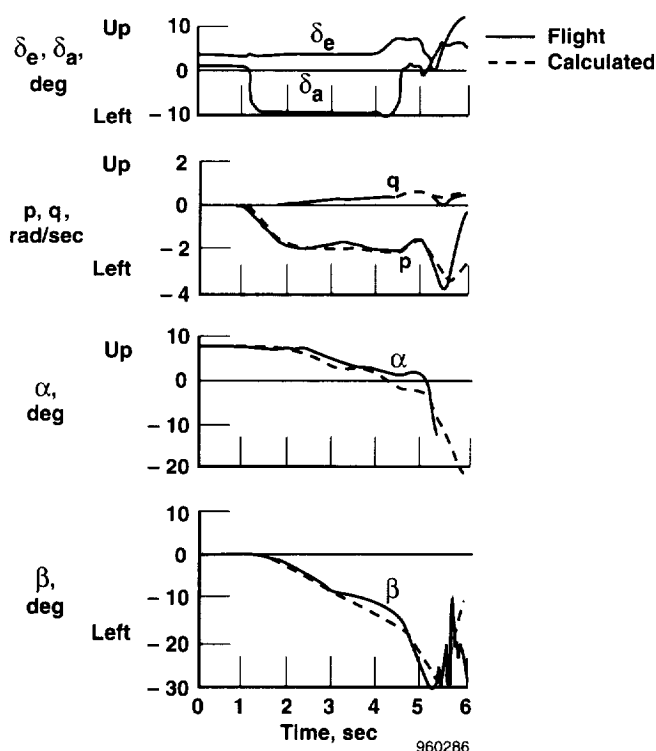 Up
10
δe, δa,
deg
0
Left
– 10
δe
δa
Flight
Calculated
Up
2
p, q,
rad/sec
0
– 2
Left
– 4
q
p
Up
10
α,
deg
0
– 10
– 20
α
10
0
β,
deg
– 10
Left
– 20
– 30
β
0 1 2 3 4 5 6
Time, sec
960286